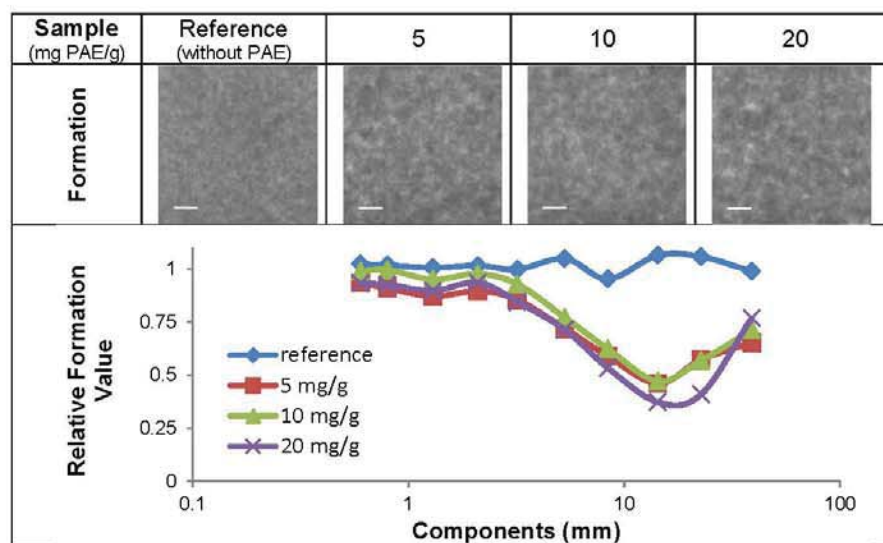 Sample
(mg PAE/g)
Reference
(without PAE)
5
10
20
Formation
Relative Formation
Value
1
0.75
0.5
0.25
0
reference
5 mg/g
10 mg/g
20 mg/g
0.1
1
10
100
Components (mm)